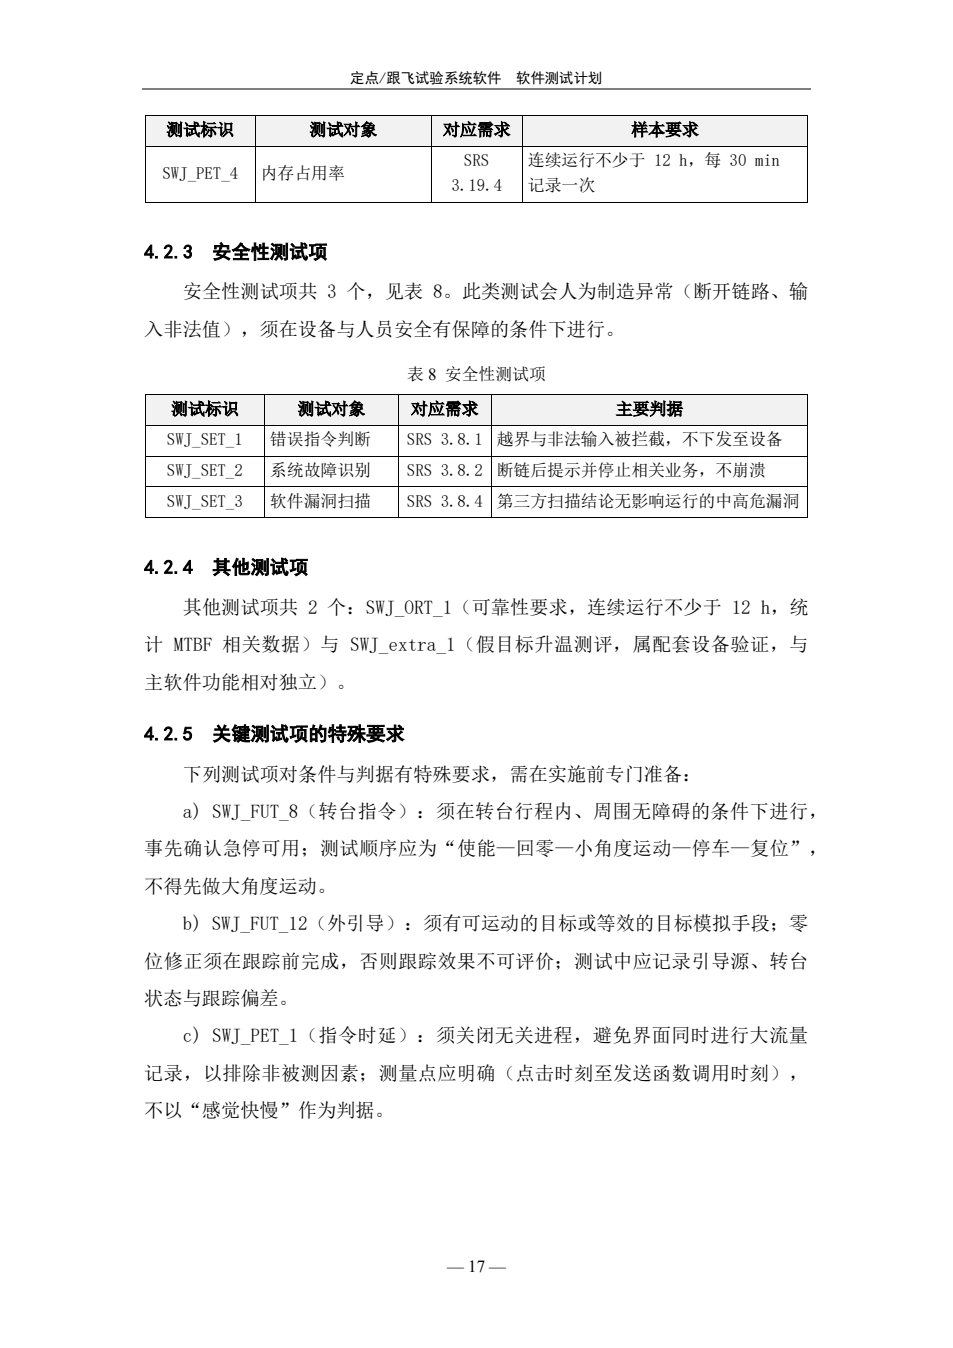 定点/跟飞试验系统软件 软件测试计划
测试标识 测试对象 对应需求 样本要求
SWJ_PET_4 内存占用率 SRS 3.19.4 连续运行不少于 12 h，每 30 min
记录一次
4.2.3 安全性测试项
安全性测试项共 3 个，见表 8。此类测试会人为制造异常（断开链路、输
入非法值），须在设备与人员安全有保障的条件下进行。
表 8 安全性测试项
测试标识 测试对象 对应需求 主要判据
SWJ_SET_1 错误指令判断 SRS 3.8.1 越界与非法输入被拦截，不下发至设备
SWJ_SET_2 系统故障识别 SRS 3.8.2 断链后提示并停止相关业务，不崩溃
SWJ_SET_3 软件漏洞扫描 SRS 3.8.4 第三方扫描结论无影响运行的中高危漏洞
4.2.4 其他测试项
其他测试项共 2 个：SWJ_ORT_1（可靠性要求，连续运行不少于 12 h，统
计 MTBF 相关数据）与 SWJ_extra_1（假目标升温测评，属配套设备验证，与
主软件功能相对独立）。
4.2.5 关键测试项的特殊要求
下列测试项对条件与判据有特殊要求，需在实施前专门准备：
a) SWJ_FUT_8（转台指令）：须在转台行程内、周围无障碍的条件下进行，
事先确认急停可用；测试顺序应为“使能—回零—小角度运动—停车—复位”，
不得先做大角度运动。
b) SWJ_FUT_12（外引导）：须有可运动的目标或等效的目标模拟手段；零
位修正须在跟踪前完成，否则跟踪效果不可评价；测试中应记录引导源、转台
状态与跟踪偏差。
c) SWJ_PET_1（指令时延）：须关闭无关进程，避免界面同时进行大流量
记录，以排除非被测因素；测量点应明确（点击时刻至发送函数调用时刻），
不以“感觉快慢”作为判据。
— 17 —